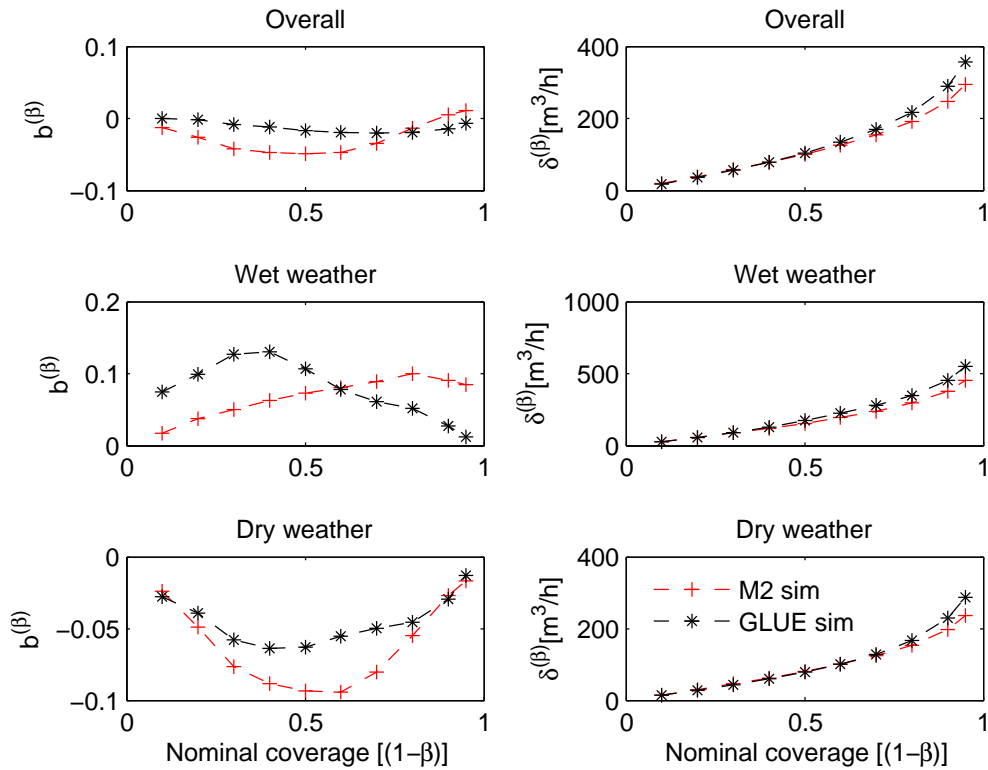 Overall
0.1
0
−0.1
b(β)
0
0.5
1
Overall
400
200
0
δ(β)[m3/h]
0
0.5
1
Wet weather
0.2
0.1
0
b(β)
0
0.5
1
Wet weather
1000
500
0
δ(β)[m3/h]
0
0.5
1
Dry weather
0
−0.05
−0.1
b(β)
0
0.5
1
Nominal coverage [(1−β)]
Dry weather
400
200
0
δ(β)[m3/h]
M2 sim
GLUE sim
0
0.5
1
Nominal coverage [(1−β)]